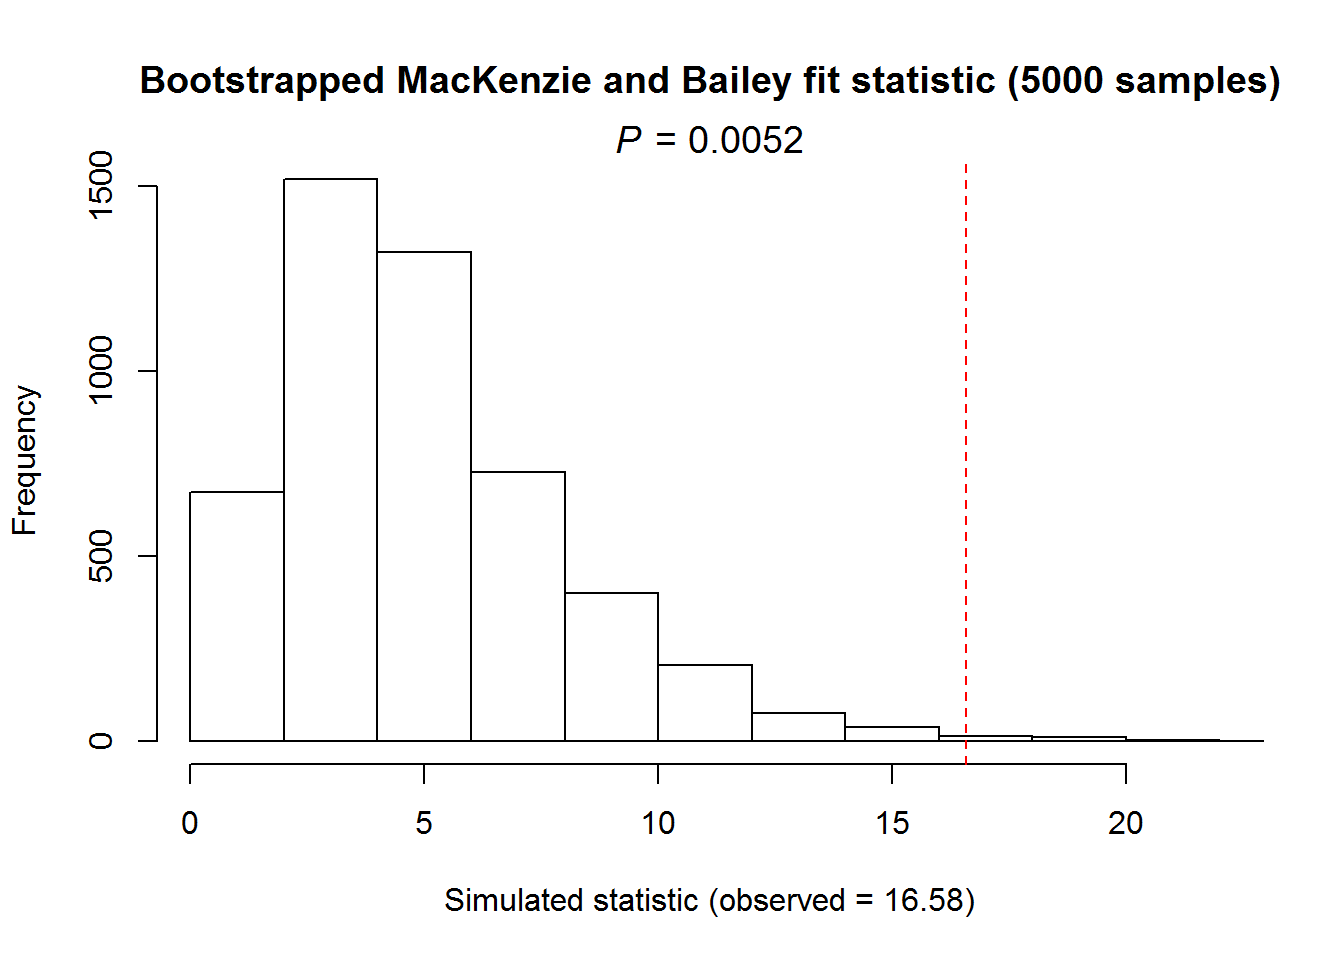 Bootstrapped MacKenzie and Bailey fit statistic (5000 samples)
P = 0.0052
1500
1000
500
0
Frequency
0 5 10 15 20
Simulated statistic (observed = 16.58)